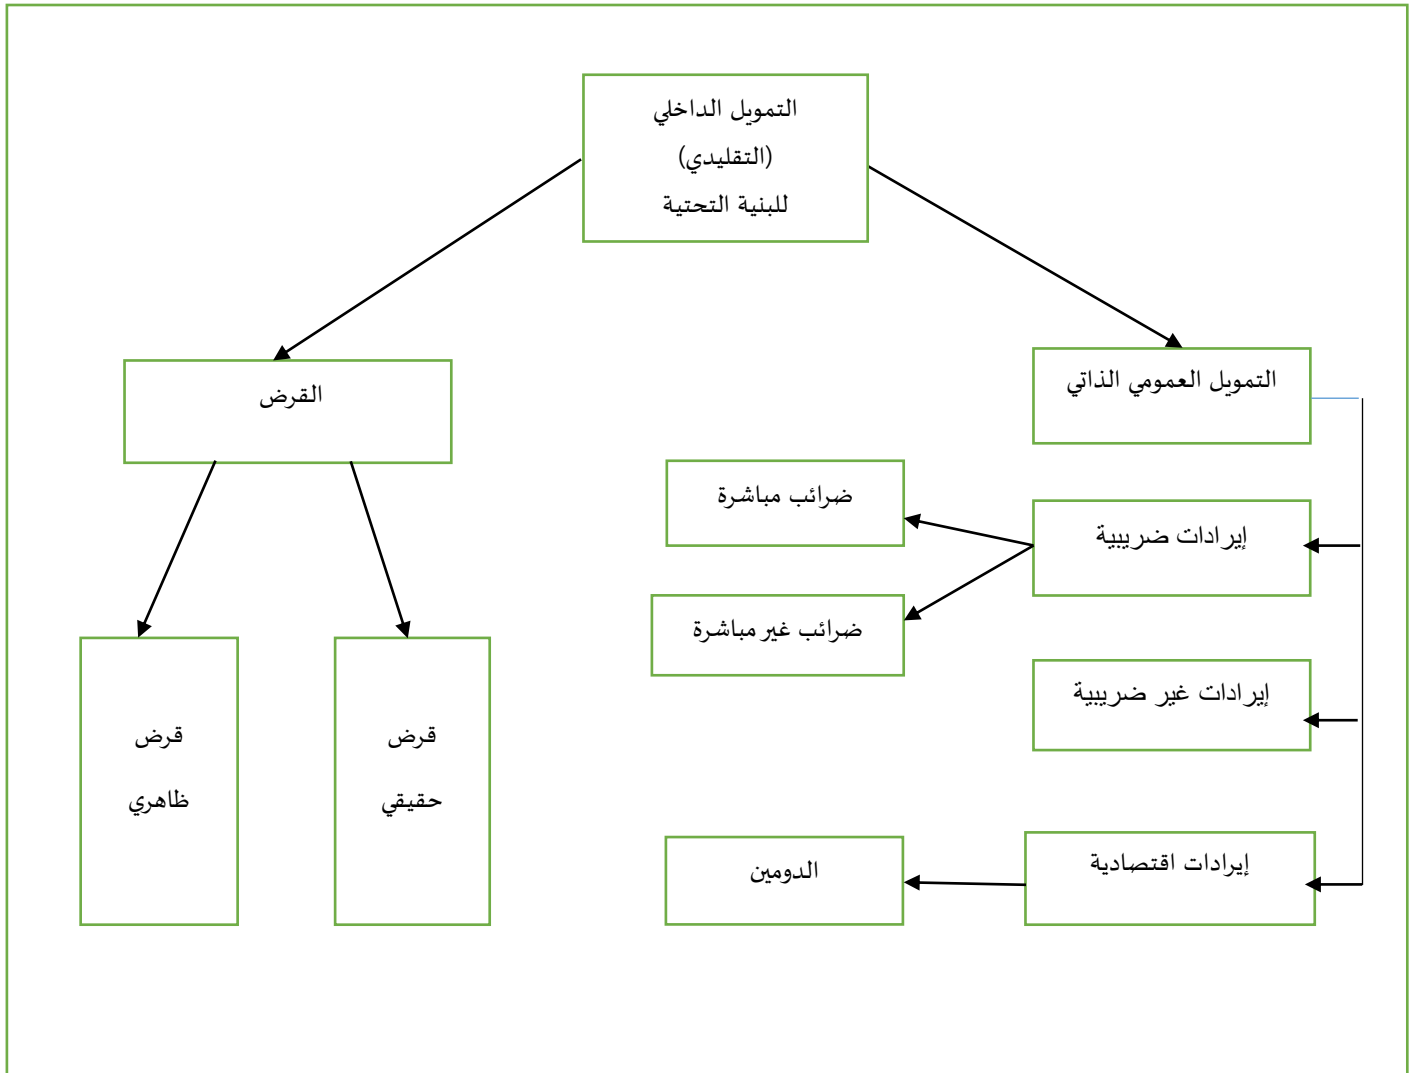 التمويل الداخلي
(التقليدي)
للبنية التحتية
التمويل العمومي الذاتي
القرض
ضرائب مباشرة
إيرادات ضريبية
ضرائب غير مباشرة
إيرادات غير ضريبية
قرض
حقيقي
قرض
ظاهري
إيرادات اقتصادية
الدومين